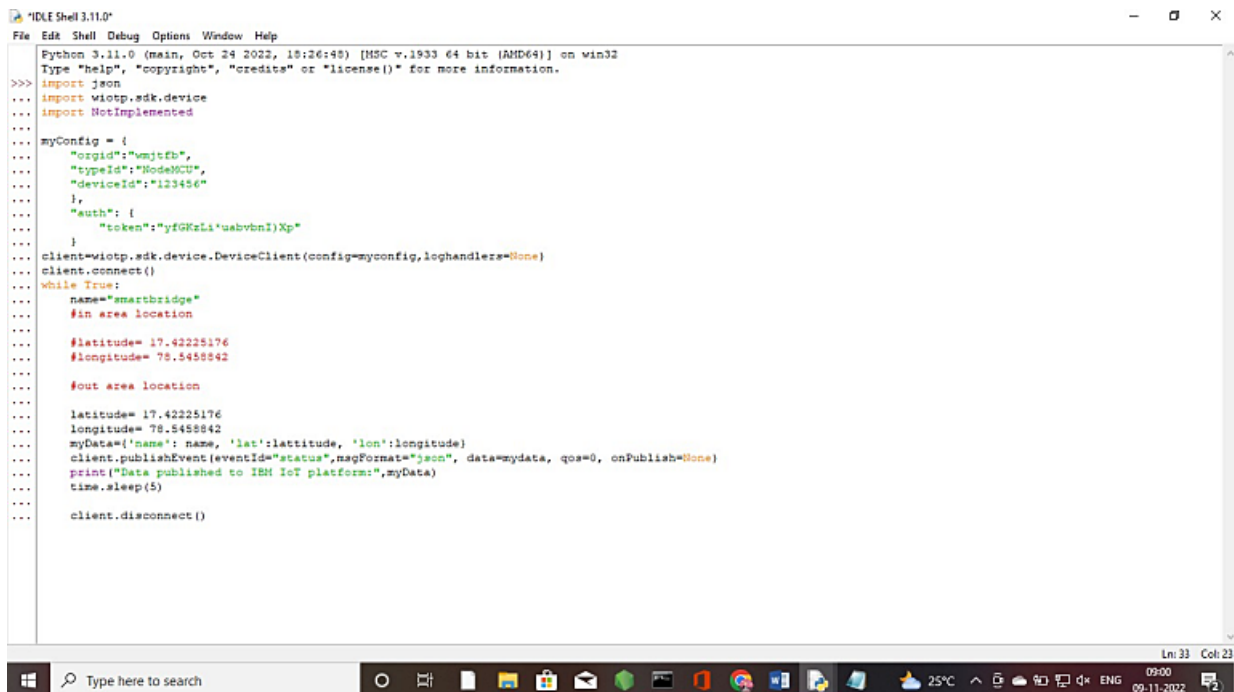 *IDLE Shell 3.11.0*
File Edit Shell Debug Options Window Help
Python 3.11.0 (main, Oct 24 2022, 18:26:48) [MSC v.1933 64 bit (AMD64)] on win32
Type "help", "copyright", "credits" or "license()" for more information.
>>> import json
... import wiotp.sdk.device
... import NotImplemented
...
... myConfig = {
...     "orgid":"wmjtfb",
...     "typeId":"NodeMCU",
...     "deviceId":"123456"
...     },
...     "auth": {
...         "token":"yfGKzLi*uabvbnI)Xp"
...     }
... client=wiotp.sdk.device.DeviceClient(config=myconfig,loghandlers=None)
... client.connect()
... while True:
...     name="smartbridge"
...     #in area location
...
...     #latitude= 17.42225176
...     #longitude= 78.5458842
...
...     #out area location
...
...     latitude= 17.42225176
...     longitude= 78.5458842
...     myData={'name': name, 'lat':lattitude, 'lon':longitude}
...     client.publishEvent(eventId="status",msgFormat="json", data=mydata, qos=0, onPublish=None)
...     print("Data published to IBM IoT platform:",myData)
...     time.sleep(5)
...
...     client.disconnect()
Ln: 33 Col: 23
Type here to search
25°C
ENG
09:00
09-11-2022